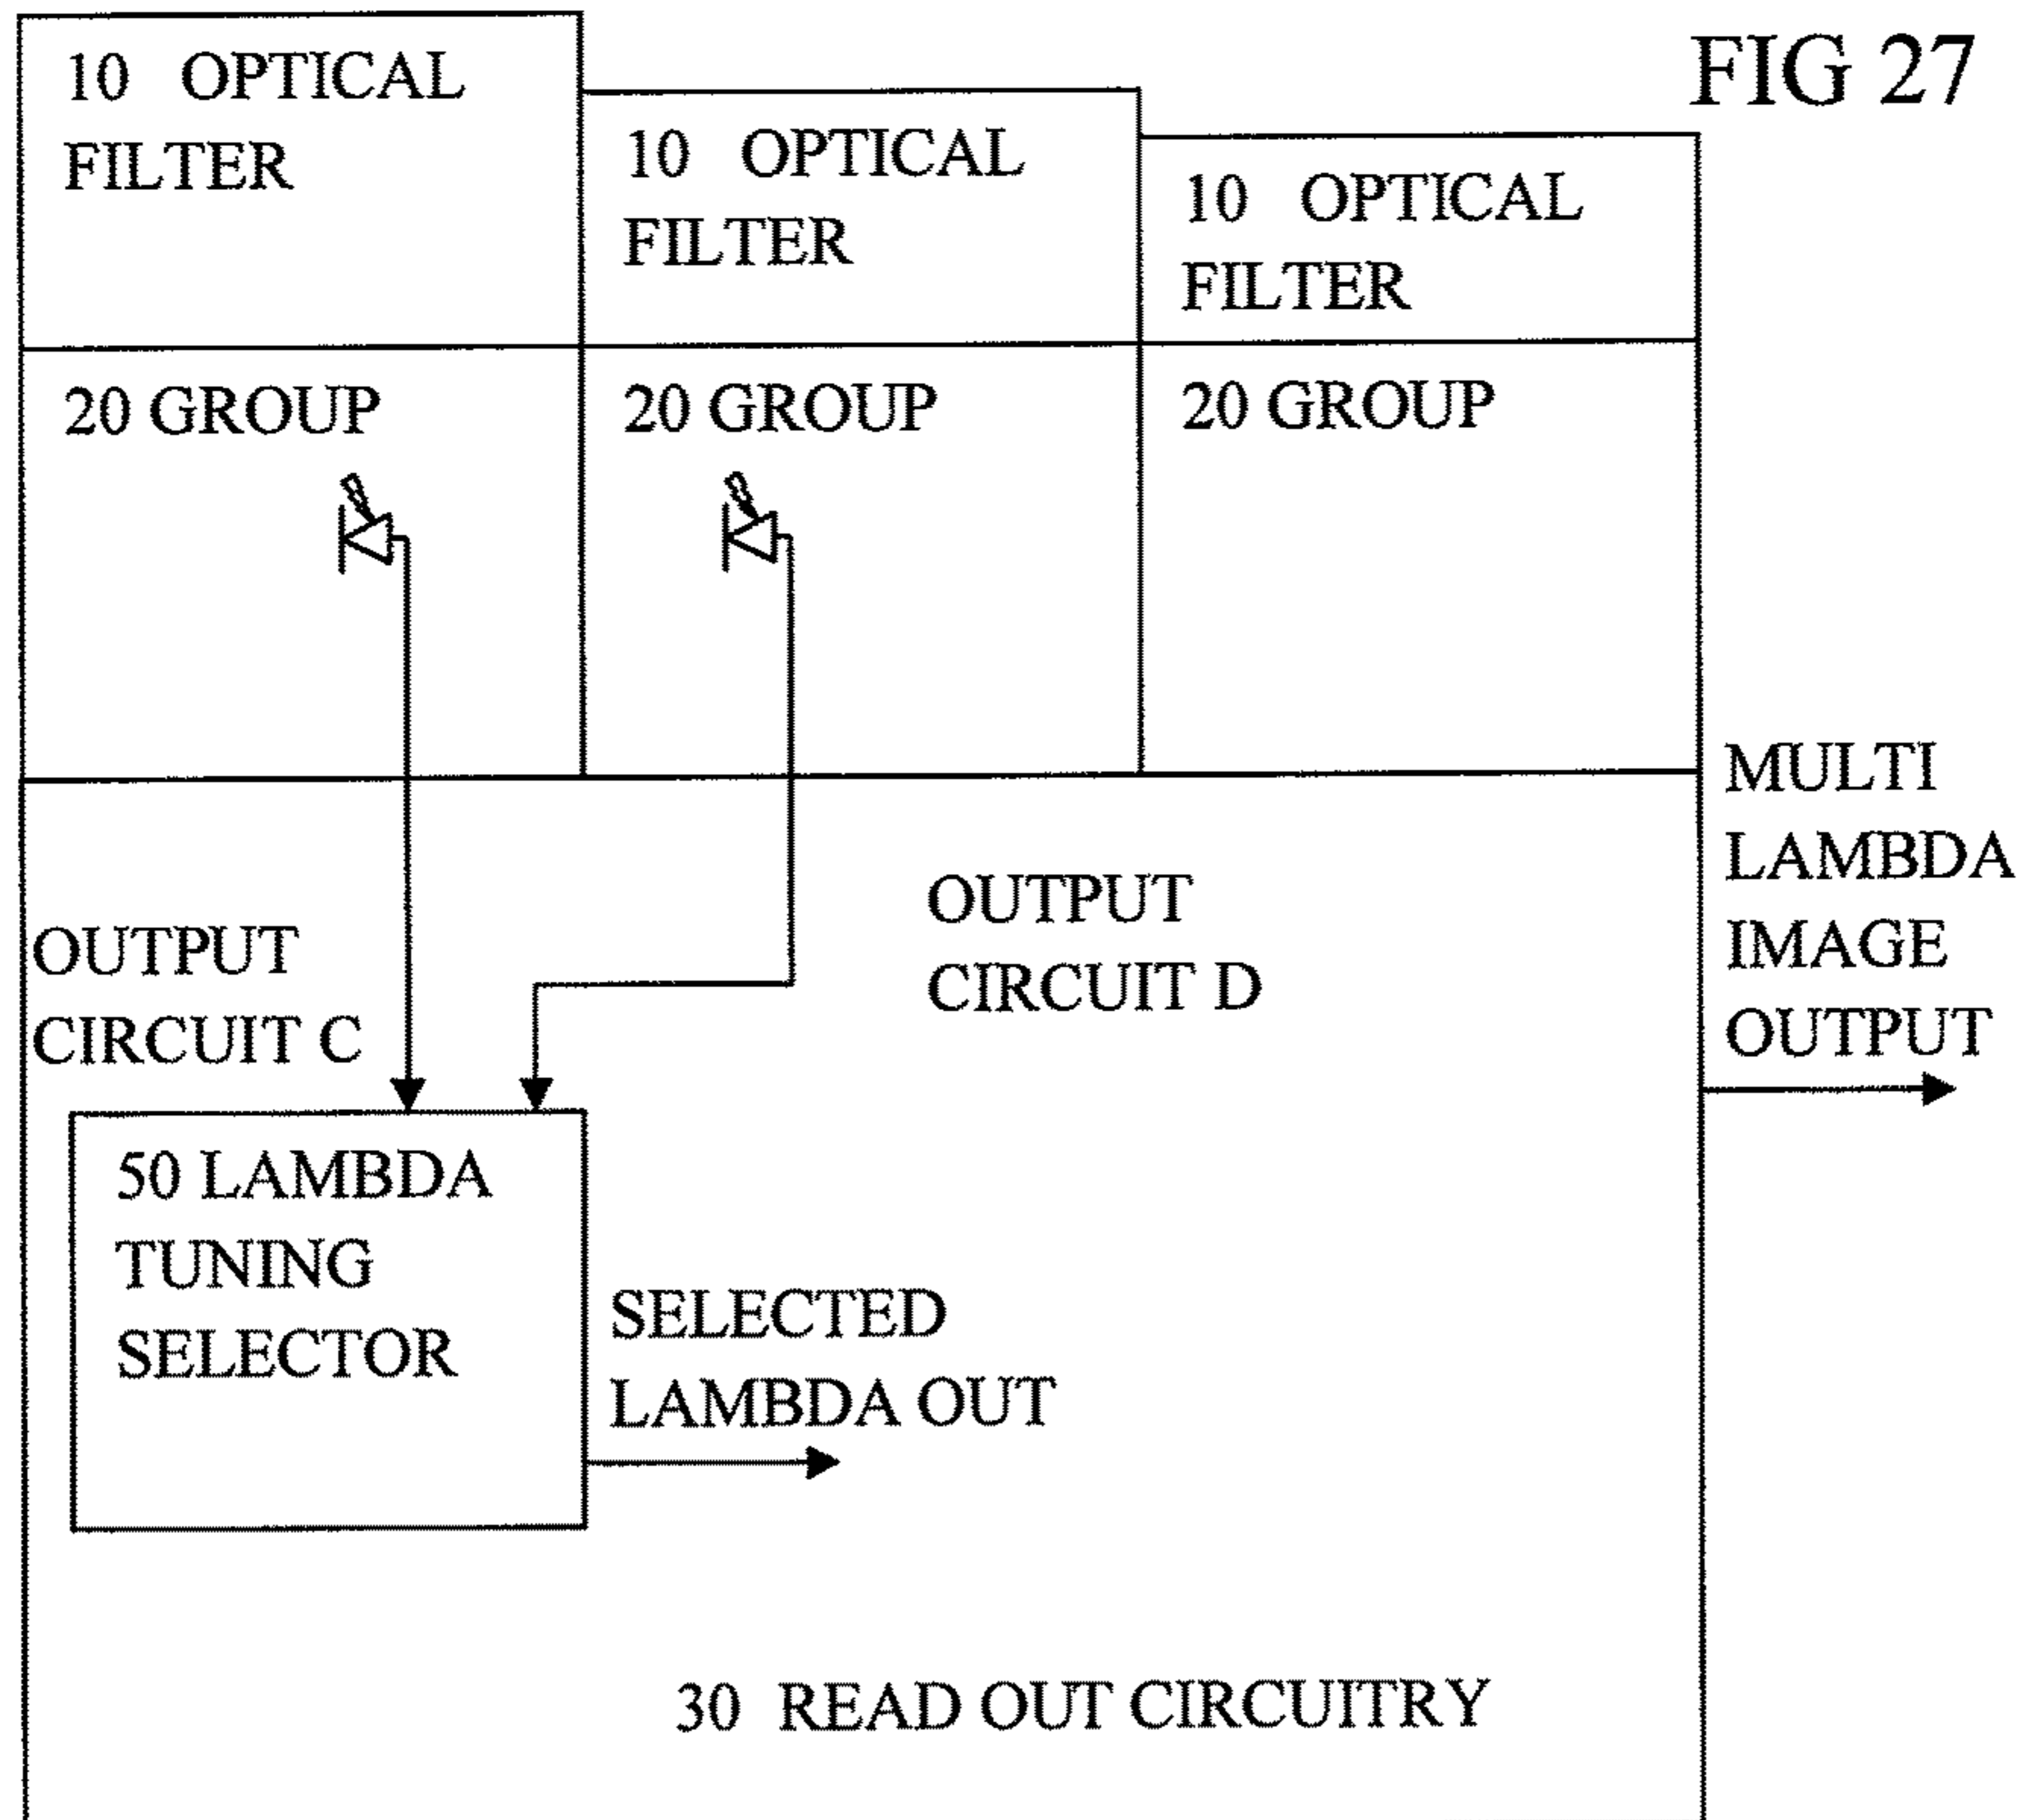 FIG 27
10 OPTICAL
FILTER
10 OPTICAL
FILTER
10 OPTICAL
FILTER
20 GROUP
20 GROUP
20 GROUP
MULTI
LAMBDA
IMAGE
OUTPUT
OUTPUT
CIRCUIT C
OUTPUT
CIRCUIT D
50 LAMBDA
TUNING
SELECTOR
SELECTED
LAMBDA OUT
30 READ OUT CIRCUITRY